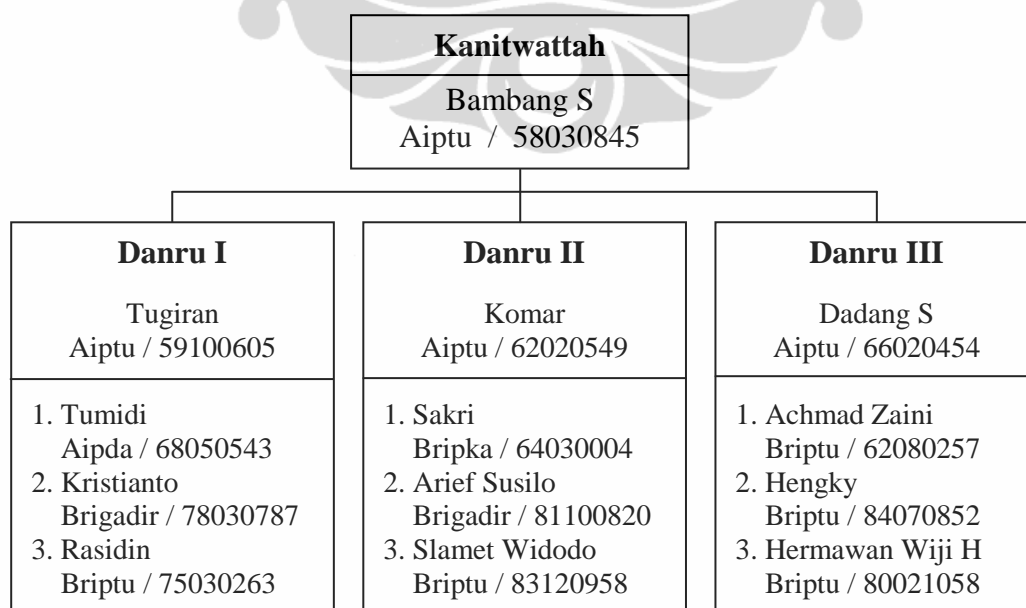 Kanitwattah
Bambang S
Aiptu / 58030845
Danru I
Tugiran
Aiptu / 59100605
1. Tumidi
Aipda / 68050543
2. Kristianto
Brigadir / 78030787
3. Rasidin
Briptu / 75030263
Danru II
Komar
Aiptu / 62020549
1. Sakri
Bripka / 64030004
2. Arief Susilo
Brigadir / 81100820
3. Slamet Widodo
Briptu / 83120958
Danru III
Dadang S
Aiptu / 66020454
1. Achmad Zaini
Briptu / 62080257
2. Hengky
Briptu / 84070852
3. Hermawan Wiji H
Briptu / 80021058